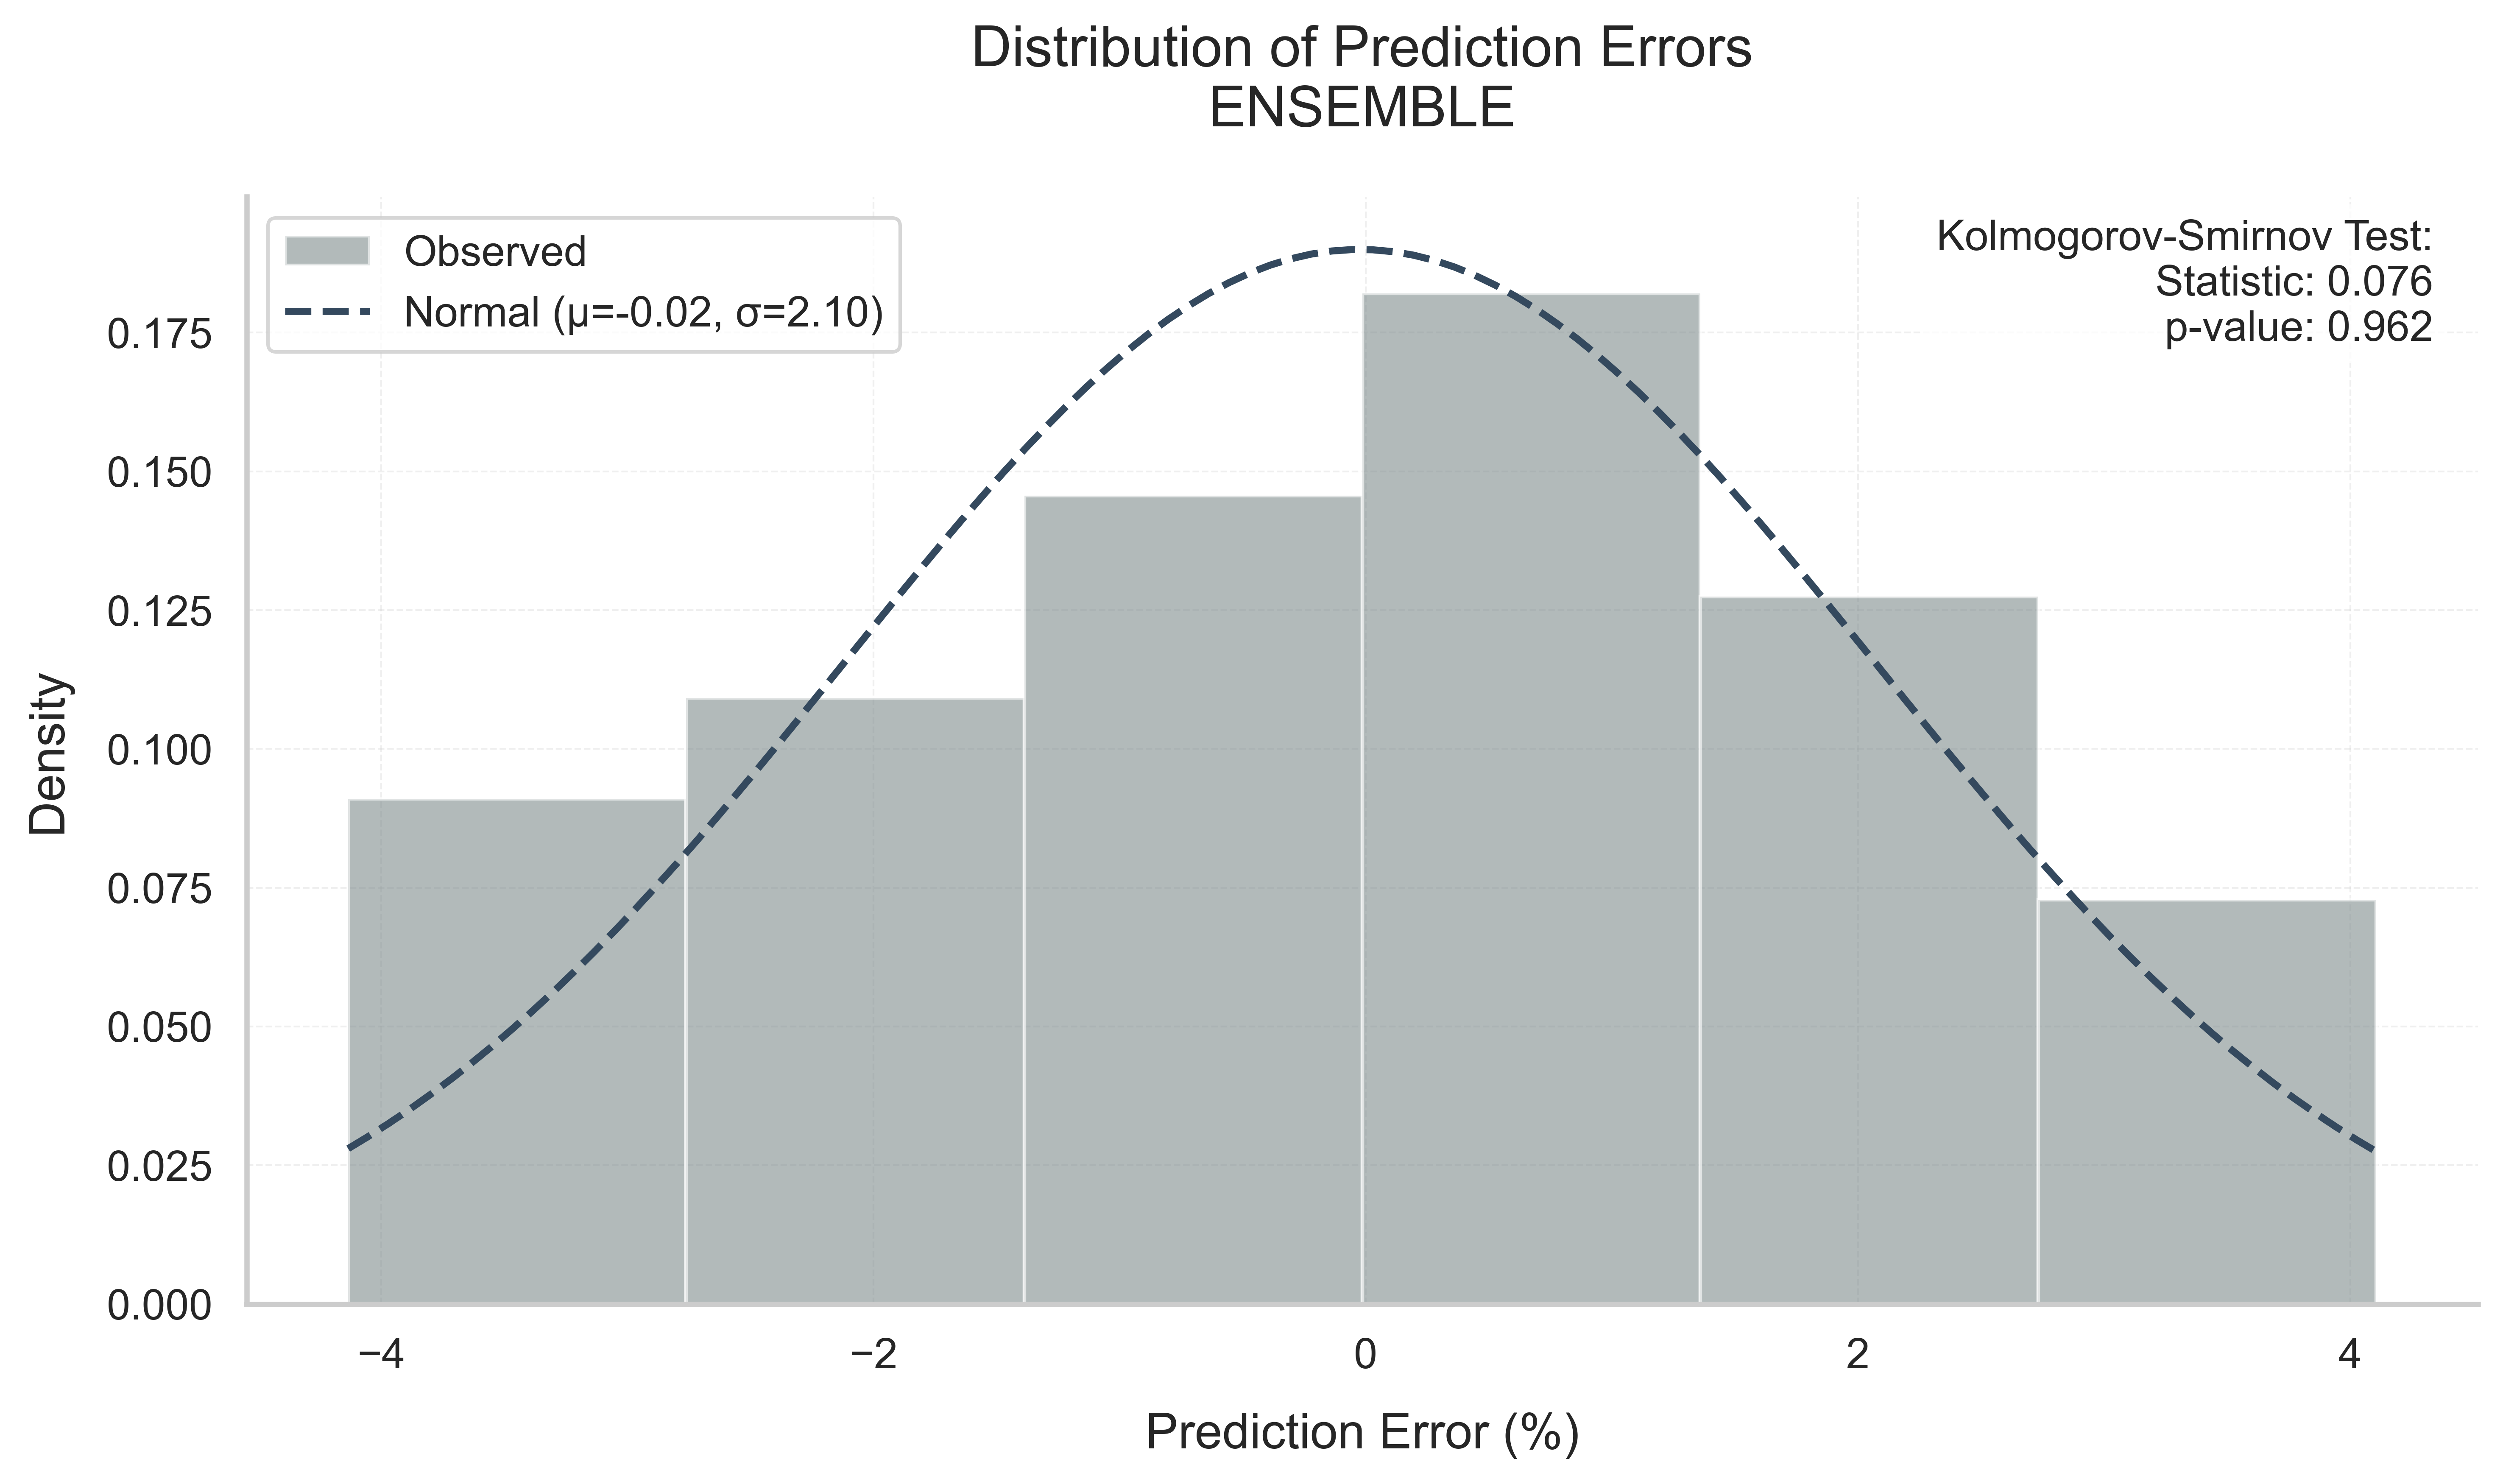 Distribution of Prediction Errors
ENSEMBLE
Observed
Normal (μ=-0.02, σ=2.10)
Kolmogorov-Smirnov Test:
Statistic: 0.076
p-value: 0.962
Density
0.175
0.150
0.125
0.100
0.075
0.050
0.025
0.000
−4
−2
0
2
4
Prediction Error (%)